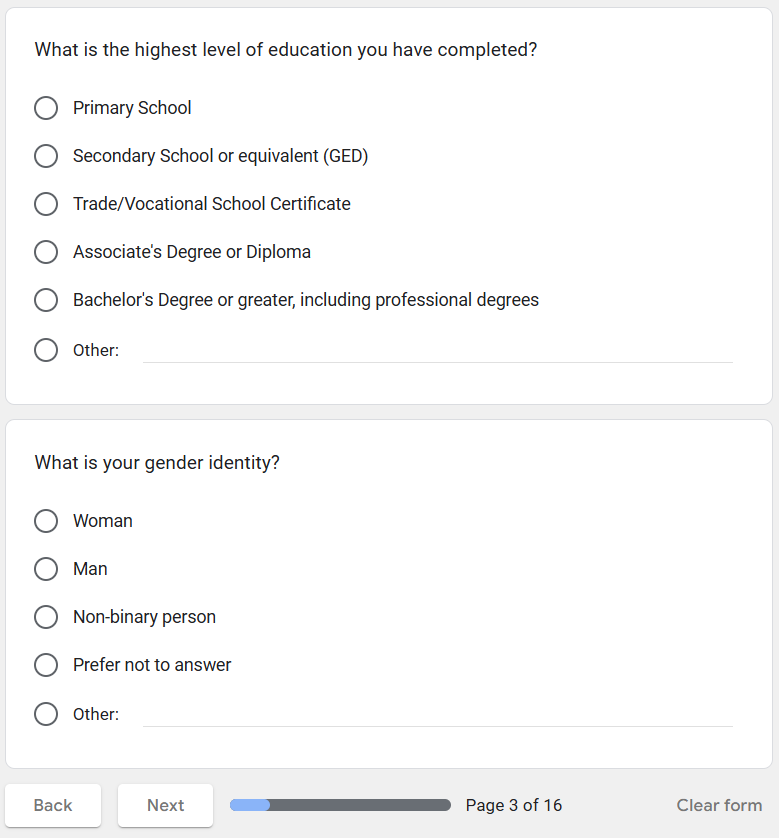 What is the highest level of education you have completed?
Primary School
Secondary School or equivalent (GED)
Trade/Vocational School Certificate
Associate's Degree or Diploma
Bachelor's Degree or greater, including professional degrees
Other:
What is your gender identity?
Woman
Man
Non-binary person
Prefer not to answer
Other:
Back Next Page 3 of 16 Clear form